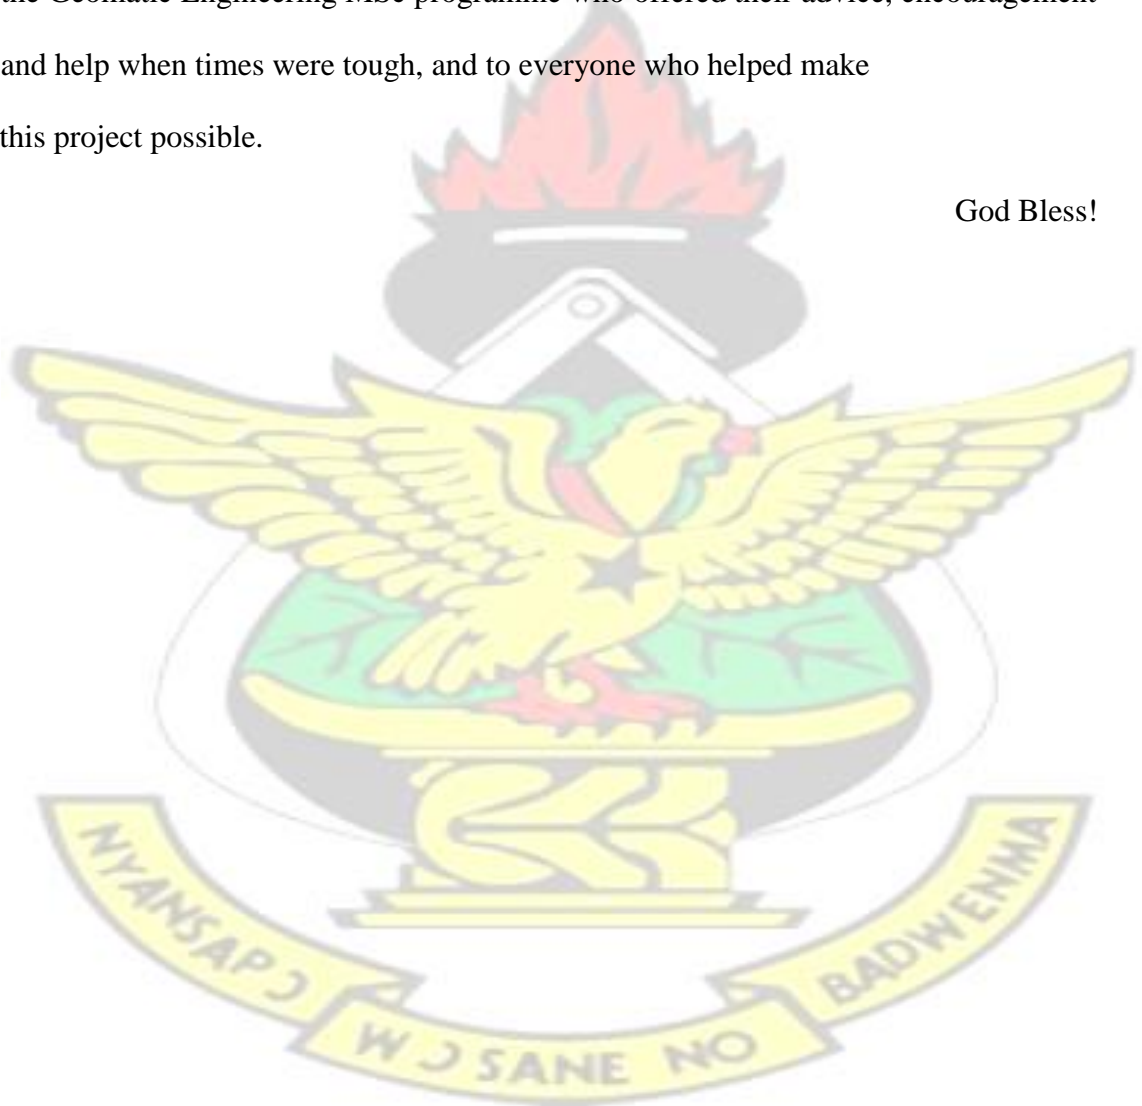 the Geomatic Engineering MSc programme who offered their advice, encouragement
and help when times were tough, and to everyone who helped make
this project possible.
God Bless!
NYANSAPƆ
WƆSANE NO
BADWENMA